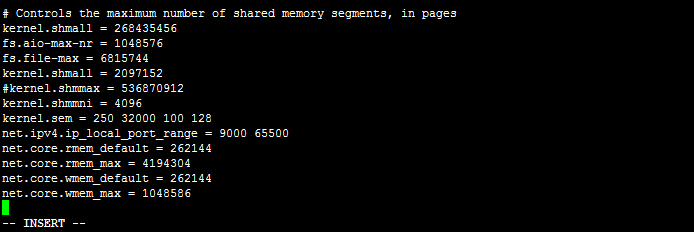 # Controls the maximum number of shared memory segments, in pages
kernel.shmall = 268435456
fs.aio-max-nr = 1048576
fs.file-max = 6815744
kernel.shmall = 2097152
#kernel.shmmax = 536870912
kernel.shmmni = 4096
kernel.sem = 250 32000 100 128
net.ipv4.ip_local_port_range = 9000 65500
net.core.rmem_default = 262144
net.core.rmem_max = 4194304
net.core.wmem_default = 262144
net.core.wmem_max = 1048586
-- INSERT --